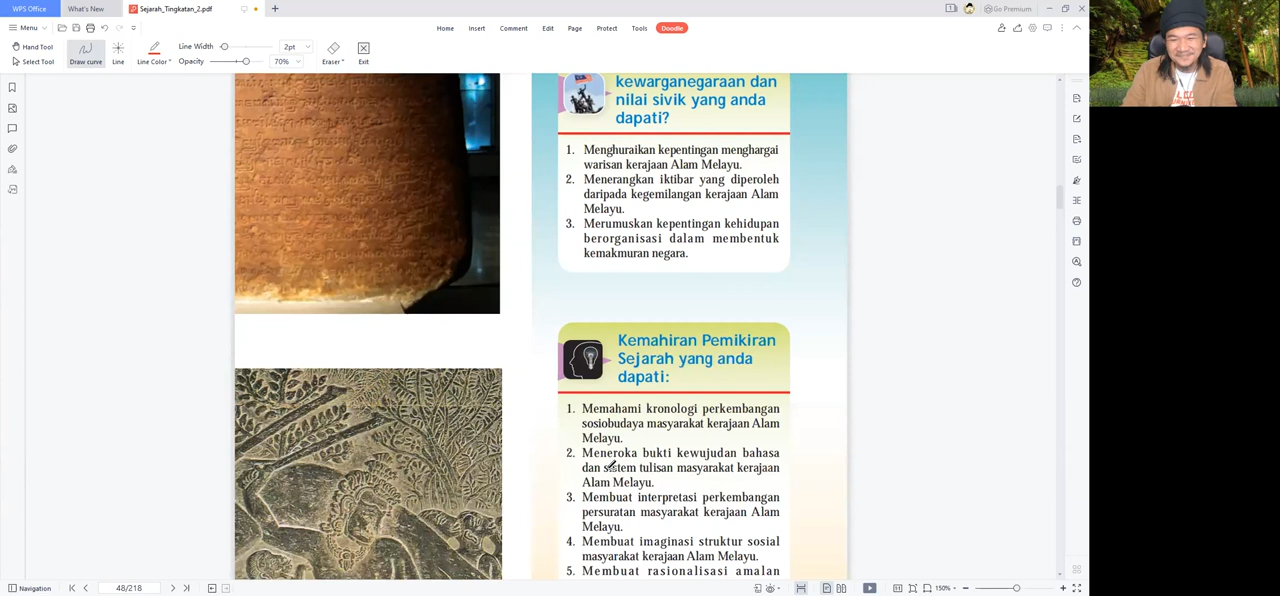 WPS Office
What's New
Sejarah_Tingkatan_2.pdf
Go Premium
Menu
Home
Insert
Comment
Edit
Page
Protect
Tools
Doodle
Hand Tool
Select Tool
Draw curve
Line
Line Color
Line Width
2pt
Opacity
70%
Eraser
Exit
kewarganegaraan dan
nilai sivik yang anda
dapati?
1. Menghuraikan kepentingan menghargai
warisan kerajaan Alam Melayu.
2. Menerangkan iktibar yang diperoleh
daripada kegemilangan kerajaan Alam
Melayu.
3. Merumuskan kepentingan kehidupan
berorganisasi dalam membentuk
kemakmuran negara.
Kemahiran Pemikiran
Sejarah yang anda
dapati:
1. Memahami kronologi perkembangan
sosiobudaya masyarakat kerajaan Alam
Melayu.
2. Meneroka bukti kewujudan bahasa
dan sistem tulisan masyarakat kerajaan
Alam Melayu.
3. Membuat interpretasi perkembangan
persuratan masyarakat kerajaan Alam
Melayu.
4. Membuat imaginasi struktur sosial
masyarakat kerajaan Alam Melayu.
5. Membuat rasionalisasi amalan
Navigation
48/218
150%